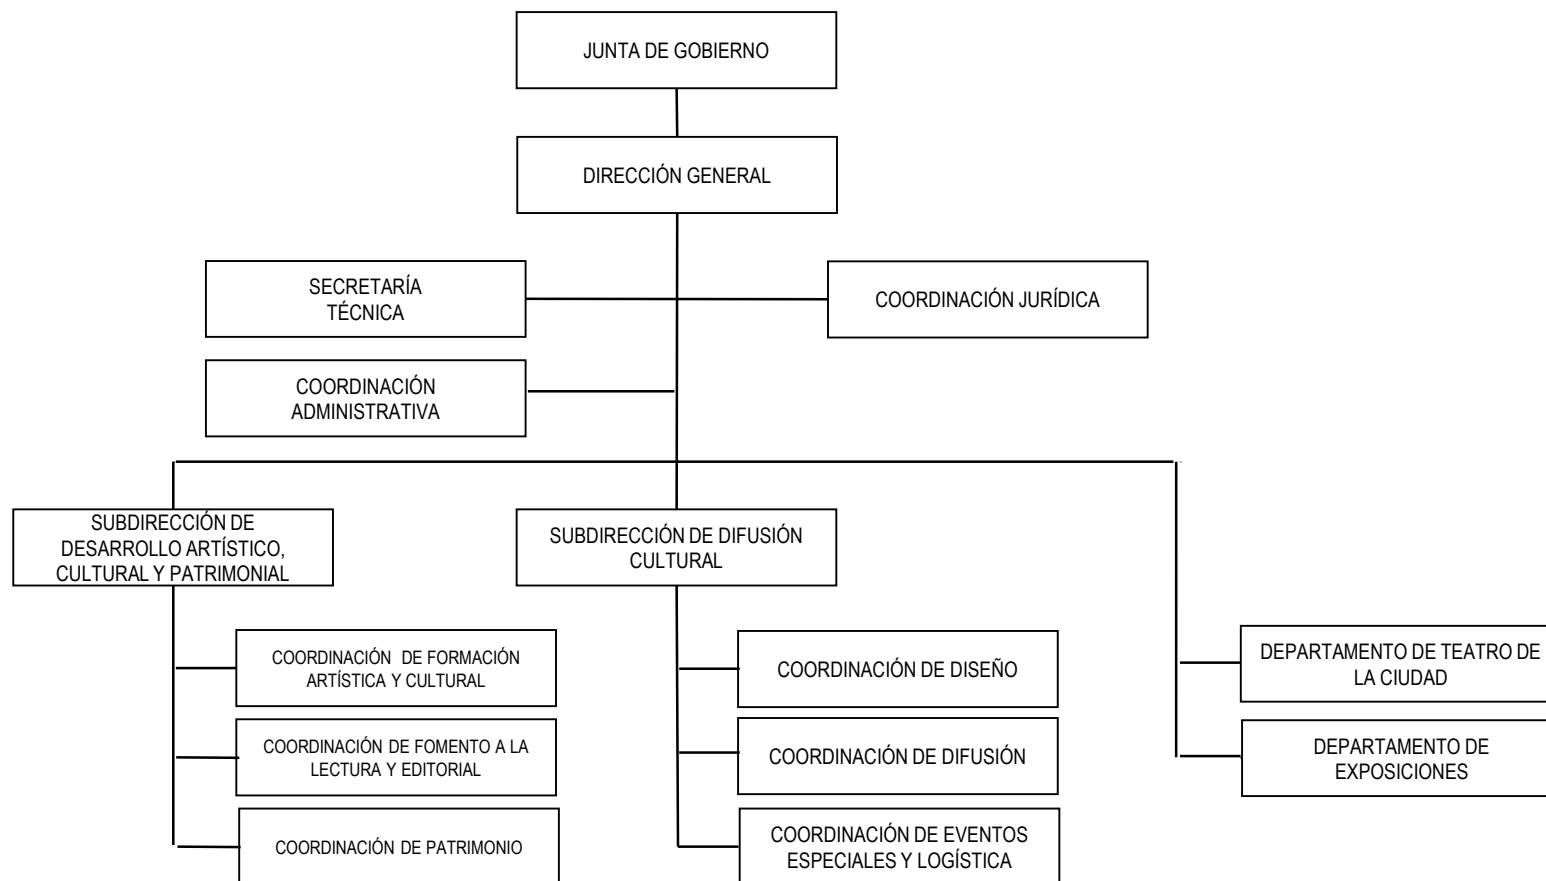 JUNTA DE GOBIERNO
DIRECCIÓN GENERAL
SECRETARÍA
TÉCNICA
COORDINACIÓN JURÍDICA
COORDINACIÓN
ADMINISTRATIVA
SUBDIRECCIÓN DE
DESARROLLO ARTÍSTICO,
CULTURAL Y PATRIMONIAL
SUBDIRECCIÓN DE DIFUSIÓN
CULTURAL
COORDINACIÓN DE FORMACIÓN
ARTÍSTICA Y CULTURAL
COORDINACIÓN DE FOMENTO A LA
LECTURA Y EDITORIAL
COORDINACIÓN DE PATRIMONIO
COORDINACIÓN DE DISEÑO
COORDINACIÓN DE DIFUSIÓN
COORDINACIÓN DE EVENTOS
ESPECIALES Y LOGÍSTICA
DEPARTAMENTO DE TEATRO DE
LA CIUDAD
DEPARTAMENTO DE
EXPOSICIONES